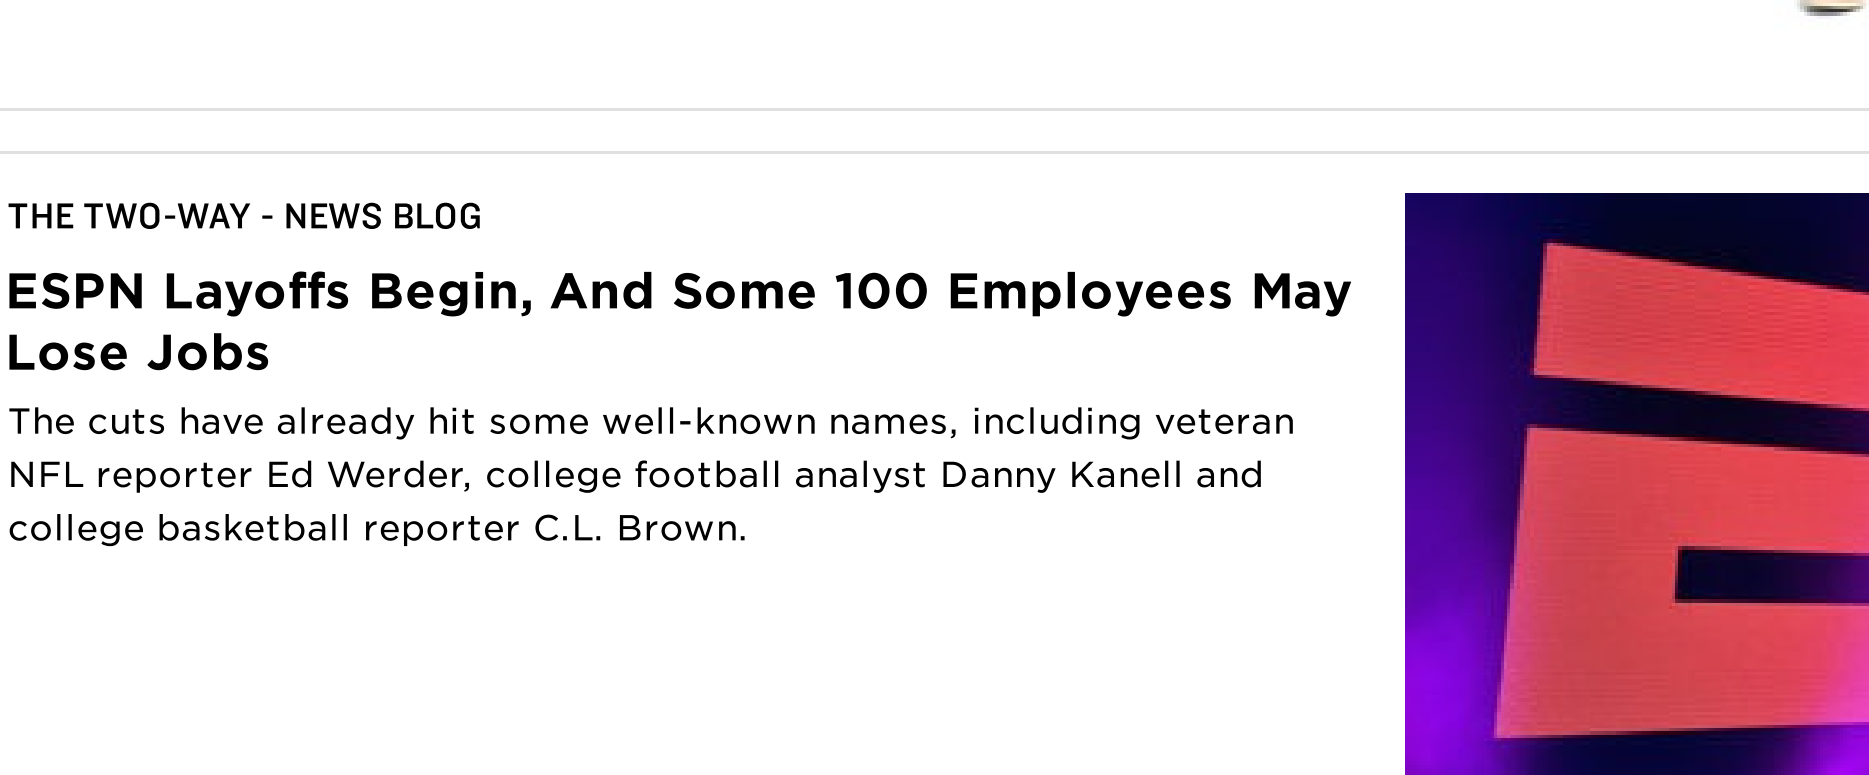 THE TWO-WAY - NEWS BLOG
ESPN Layoffs Begin, And Some 100 Employees May
Lose Jobs
The cuts have already hit some well-known names, including veteran
NFL reporter Ed Werder, college football analyst Danny Kanell and
college basketball reporter C.L. Brown.